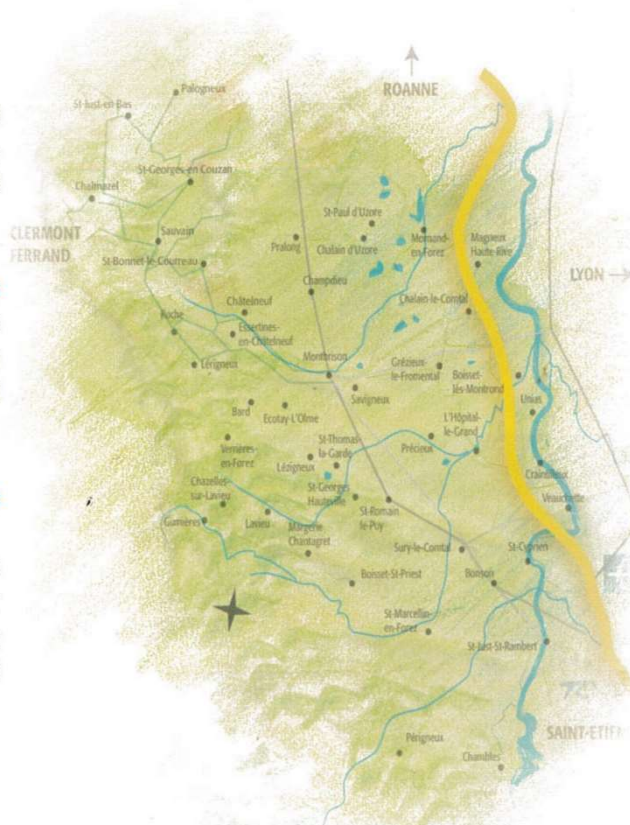 ROANNE
Palogneux
St-Just-en-Bas
St-Georges-en-Couzan
Chalmazel
CLERMONT
FERRAND
Sauvain
St-Bonnet-le-Courreau
St-Paul d'Uzore
Pralong
Chalain d'Uzore
Mornand-
en-Forez
Magneux
Haute-Rive
LYON
Champdieu
Châtelneuf
Chalain-le-Comtal
Roche
Essertines-
en-Châtelneuf
Lérigneux
Montbrison
Grézieux-
le-Fromental
Boisset-
lès-Montrond
Savigneux
Unias
Bard
Ecotay-L'Olme
L'Hôpital-
le-Grand
Verrières-
en-Forez
St-Thomas-
la-Garde
Précieux
Lézigneux
Craintilleux
Chazelles-
sur-Lavieu
St-Georges
Hauteville
Veauchette
Gumières
Lavieu
St-Romain
le-Puy
Margerie
Chantagret
Sury-le-Comtal
St-Cyprien
Boisset-St-Priest
Bonson
St-Marcellin-
en-Forez
St-Just-St-Rambert
SAINT-ETIE
Périgneux
Chambles